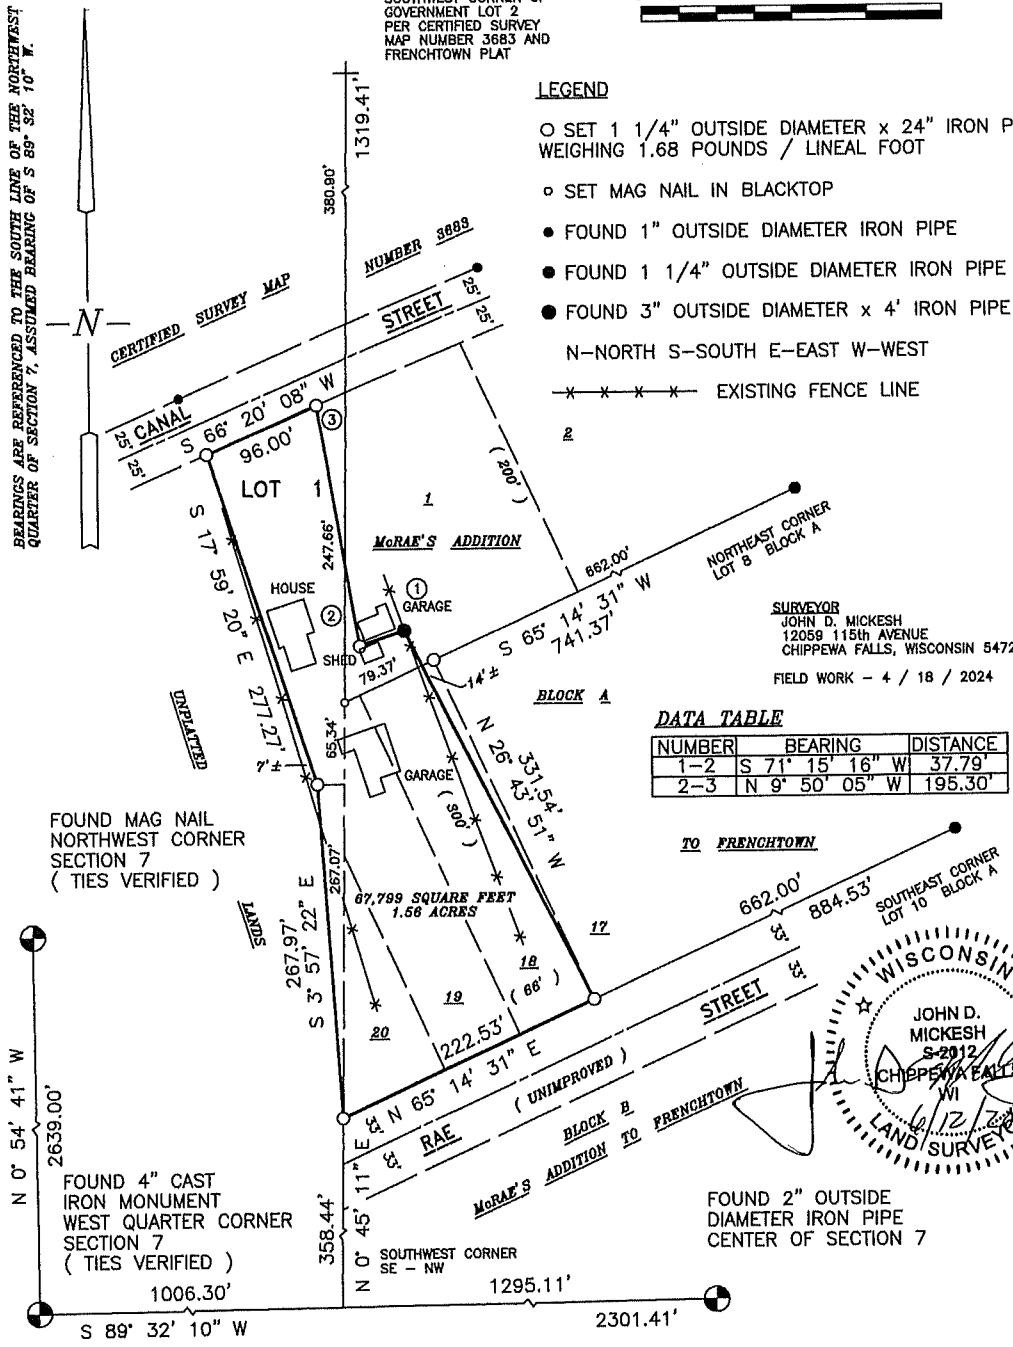 BEARINGS ARE REFERENCED TO THE SOUTH LINE OF THE NORTHWEST
QUARTER OF SECTION 7, ASSUMED BEARING OF S 89° 32' 10" W.
GOVERNMENT LOT 2
PER CERTIFIED SURVEY
MAP NUMBER 3683 AND
FRENCHTOWN PLAT
1319.41'
380.90'
LEGEND
O SET 1 1/4" OUTSIDE DIAMETER x 24" IRON P
WEIGHING 1.68 POUNDS / LINEAL FOOT
o SET MAG NAIL IN BLACKTOP
● FOUND 1" OUTSIDE DIAMETER IRON PIPE
● FOUND 1 1/4" OUTSIDE DIAMETER IRON PIPE
● FOUND 3" OUTSIDE DIAMETER x 4' IRON PIPE
N-NORTH S-SOUTH E-EAST W-WEST
x x x x EXISTING FENCE LINE
N
CERTIFIED SURVEY MAP NUMBER 3683
CANAL STREET
25'
25'
25'
25'
S 66° 20' 08" W
96.00'
3
LOT 1
1
2
( 200' )
McRAE'S ADDITION
247.66'
S 17° 59' 20" E 277.27'
HOUSE
2
1
GARAGE
SHED
79.37'
662.00'
NORTHEAST CORNER
LOT 8 BLOCK A
S 65° 14' 31" W
741.37'
14'±
BLOCK A
SURVEYOR
JOHN D. MICKESH
12059 115th AVENUE
CHIPPEWA FALLS, WISCONSIN 5472
FIELD WORK - 4 / 18 / 2024
UNPLATTED
LANDS
7'±
65.34'
GARAGE
( 300' )
N 26° 43' 51" W
331.54'
DATA TABLE
NUMBER BEARING DISTANCE
1-2 S 71° 15' 16" W 37.79'
2-3 N 9° 50' 05" W 195.30'
TO FRENCHTOWN
FOUND MAG NAIL
NORTHWEST CORNER
SECTION 7
( TIES VERIFIED )
267.07'
267.97'
S 3° 57' 22" E
67,799 SQUARE FEET
1.56 ACRES
662.00'
884.53'
SOUTHEAST CORNER
LOT 10 BLOCK A
17
18
19
20
( 66' )
222.53'
N 65° 14' 31" E
33'
33'
33'
33'
RAE STREET
( UNIMPROVED )
BLOCK B
McRAE'S ADDITION TO FRENCHTOWN
WISCONSIN
JOHN D.
MICKESH
S-2012
CHIPPEWA FALL
WI
LAND SURVEYO
N 0° 54' 41" W
2639.00'
FOUND 4" CAST
IRON MONUMENT
WEST QUARTER CORNER
SECTION 7
( TIES VERIFIED )
358.44'
N 0° 45' 11" E
SOUTHWEST CORNER
SE - NW
FOUND 2" OUTSIDE
DIAMETER IRON PIPE
CENTER OF SECTION 7
1006.30'
1295.11'
S 89° 32' 10" W
2301.41'